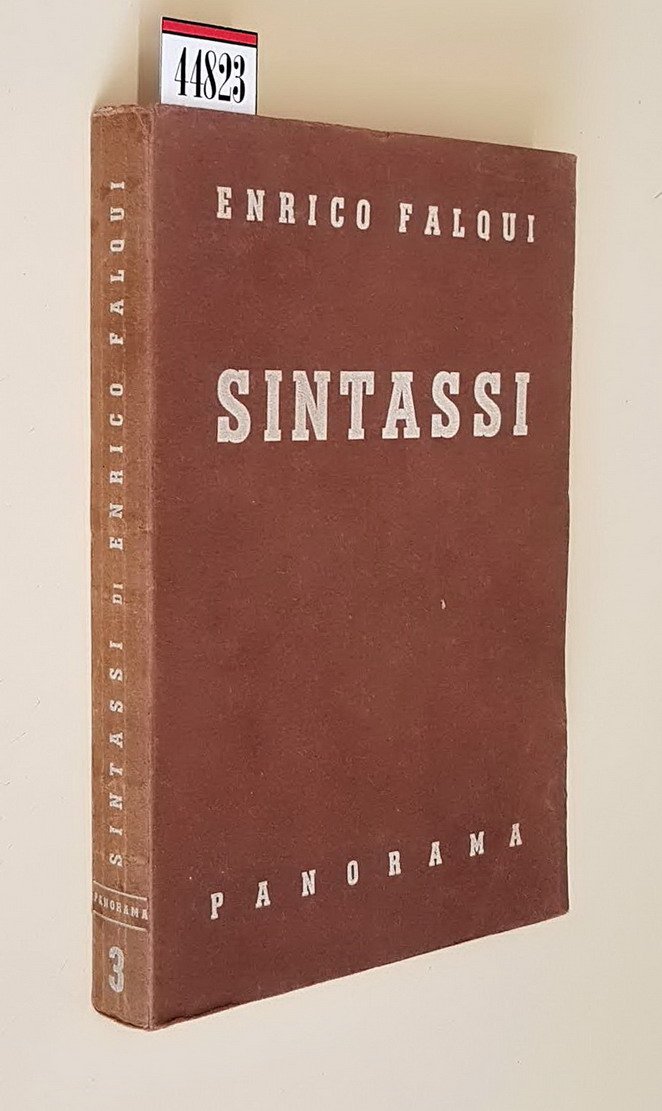 44823
ENRICO FALQUI
SINTASSI
PANORAMA
SINTASSI DI ENRICO FALQUI
PANORAMA
3